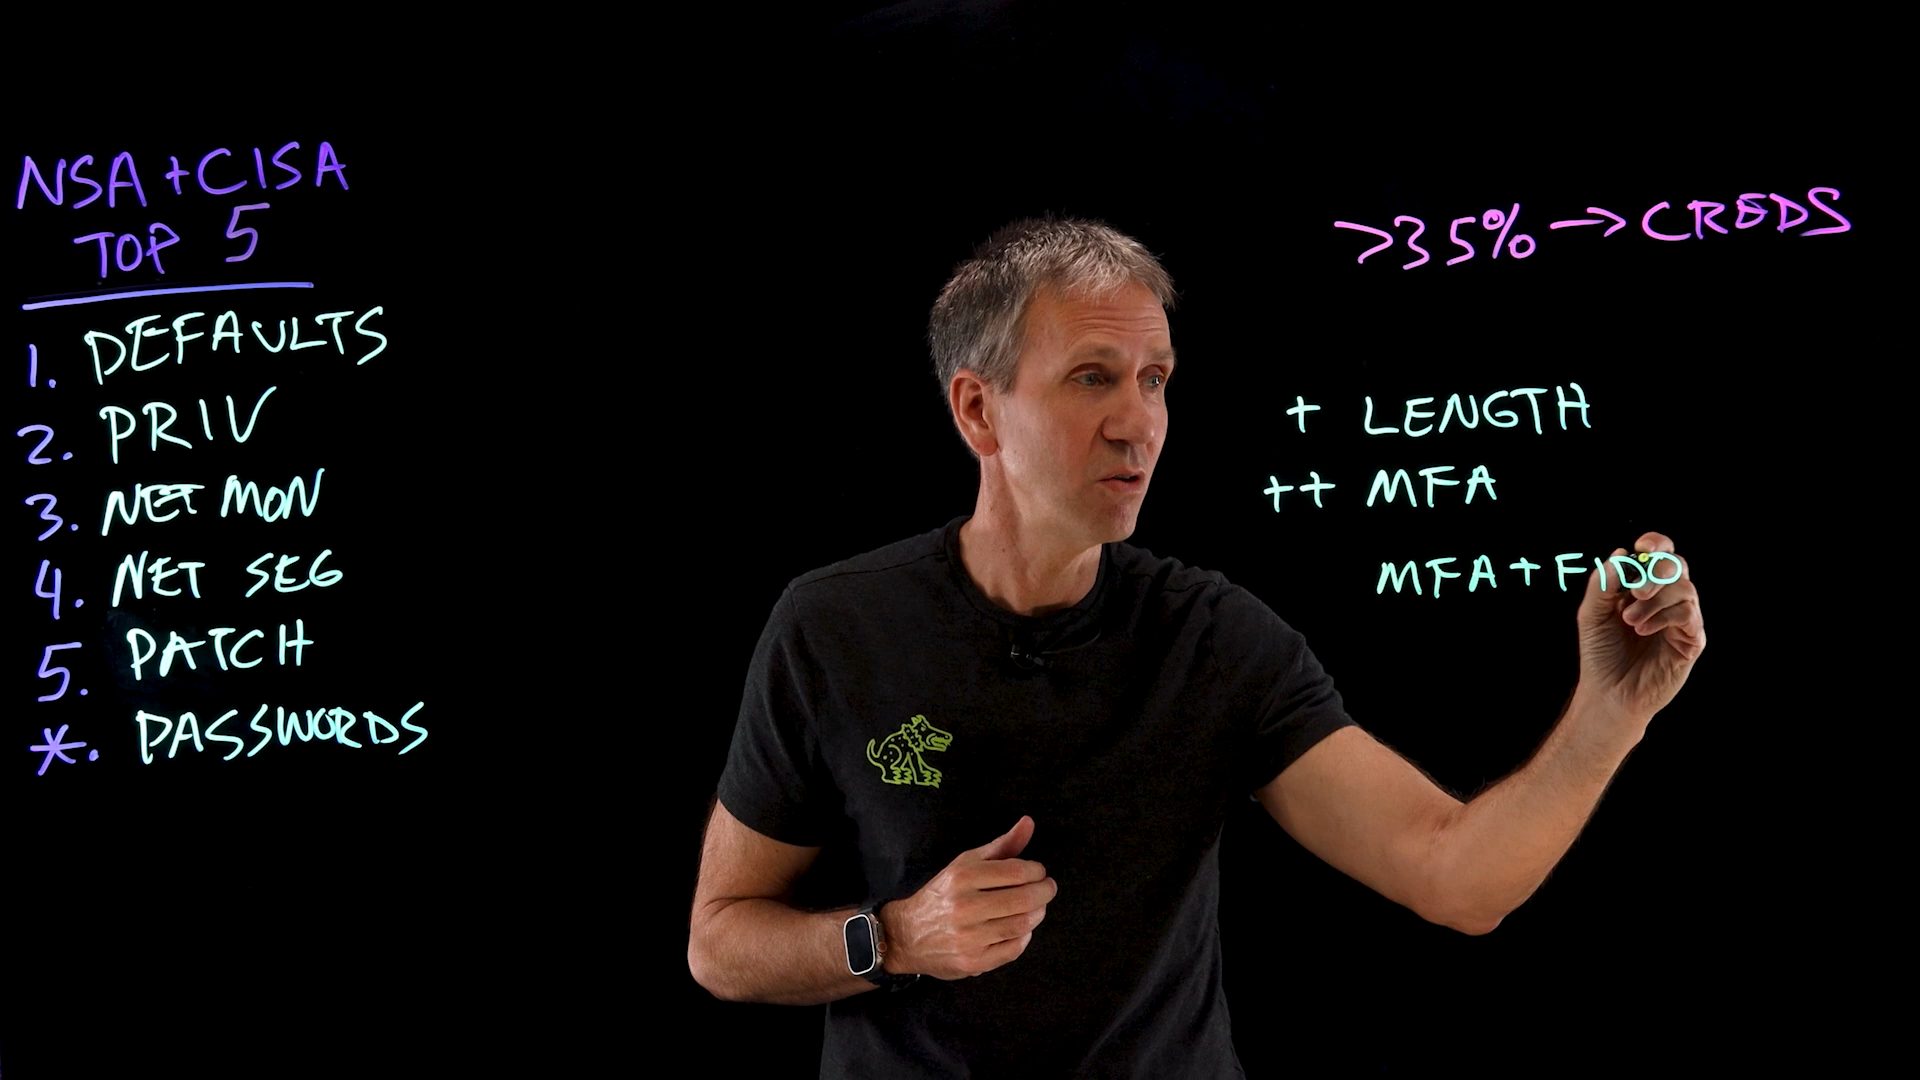 NSA + CISA
TOP 5
1. DEFAULTS
2. PRIV
3. NET MON
4. NET SEG
5. PATCH
*. PASSWORDS
>35% → CREDS
+ LENGTH
++ MFA
MFA + FIDO